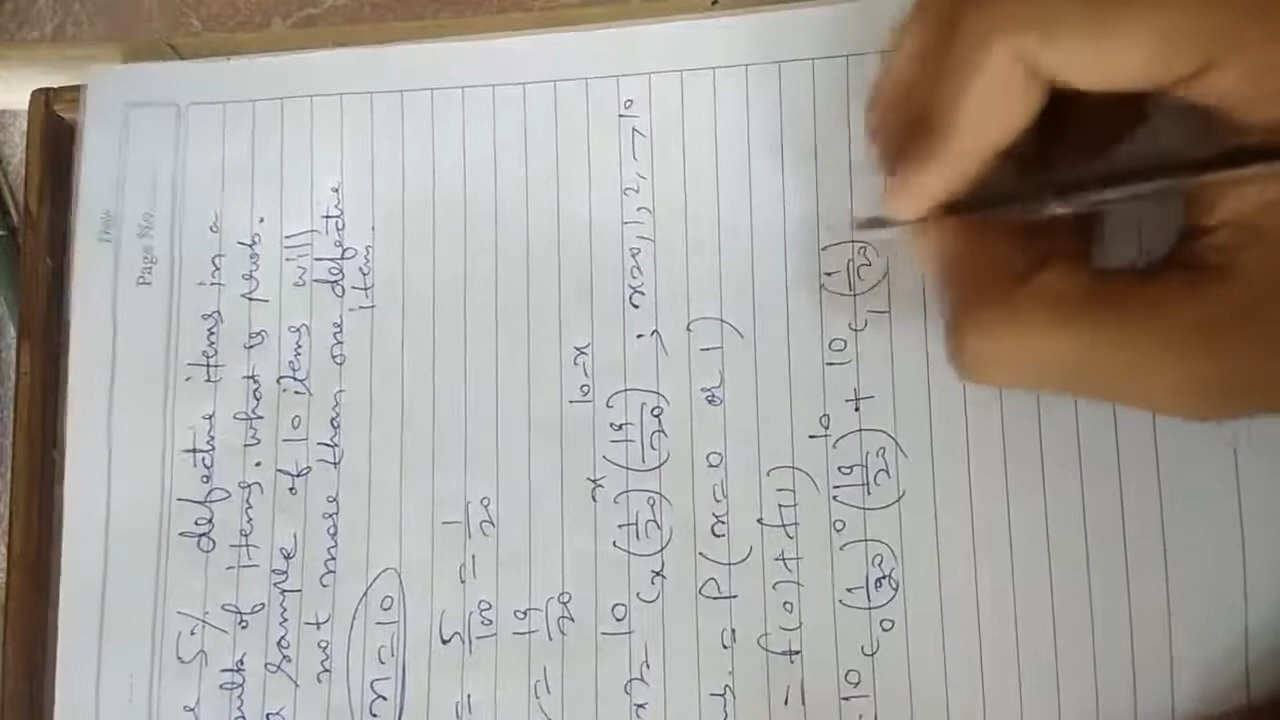 Date
Page No.
5% defective items in a
bulk of items. what is prob.
a sample of 10 items will
not more than one defective
item.
n=10
= 5/100 = 1/20
= 19/20
x)= 10Cx (1/20)^x (19/20)^10-x ; x=0,1,2,→10
= P(x=0 or 1)
= f(0)+f(1)
10C0 (1/20)^0 (19/20)^10 + 10C1 (1/20)